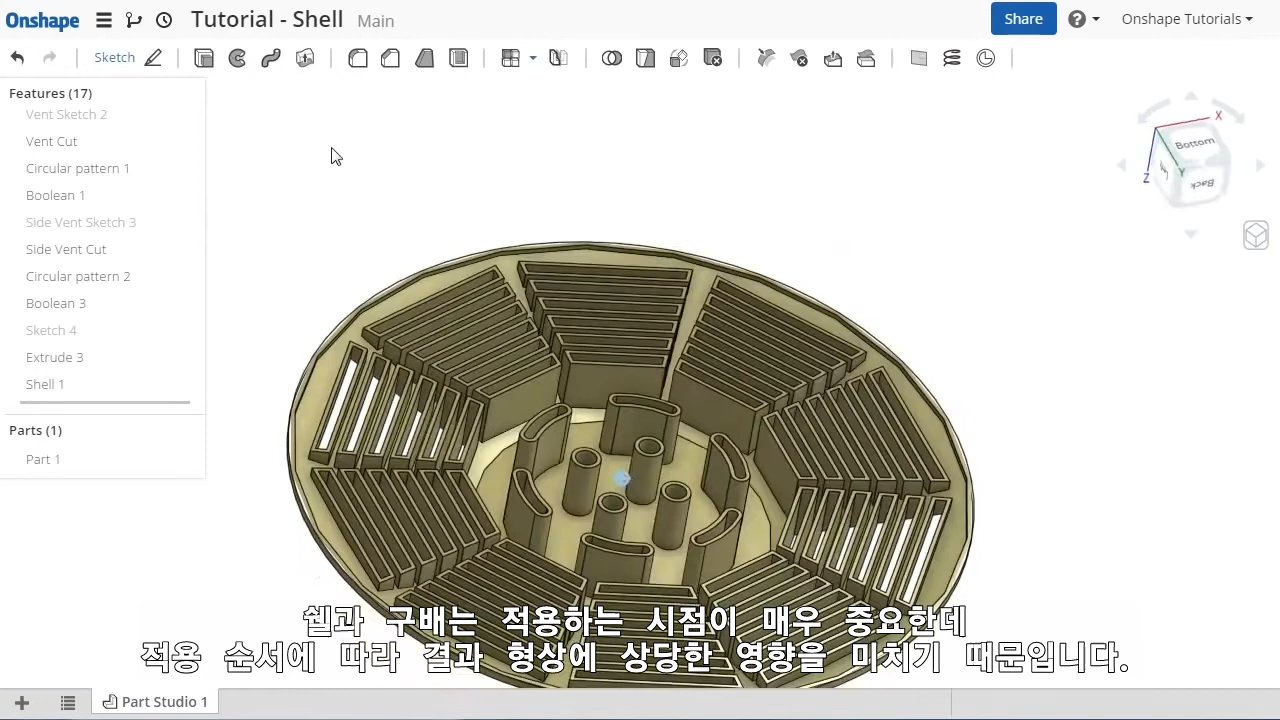 Onshape
Tutorial - Shell Main
Share
Onshape Tutorials
Sketch
Features (17)
Vent Sketch 2
Vent Cut
Circular pattern 1
Boolean 1
Side Vent Sketch 3
Side Vent Cut
Circular pattern 2
Boolean 3
Sketch 4
Extrude 3
Shell 1
Parts (1)
Part 1
X
Bottom
Z
Y
Back
쉘과 구배는 적용하는 시점이 매우 중요한데
적용 순서에 따라 결과 형상에 상당한 영향을 미치기 때문입니다.
Part Studio 1